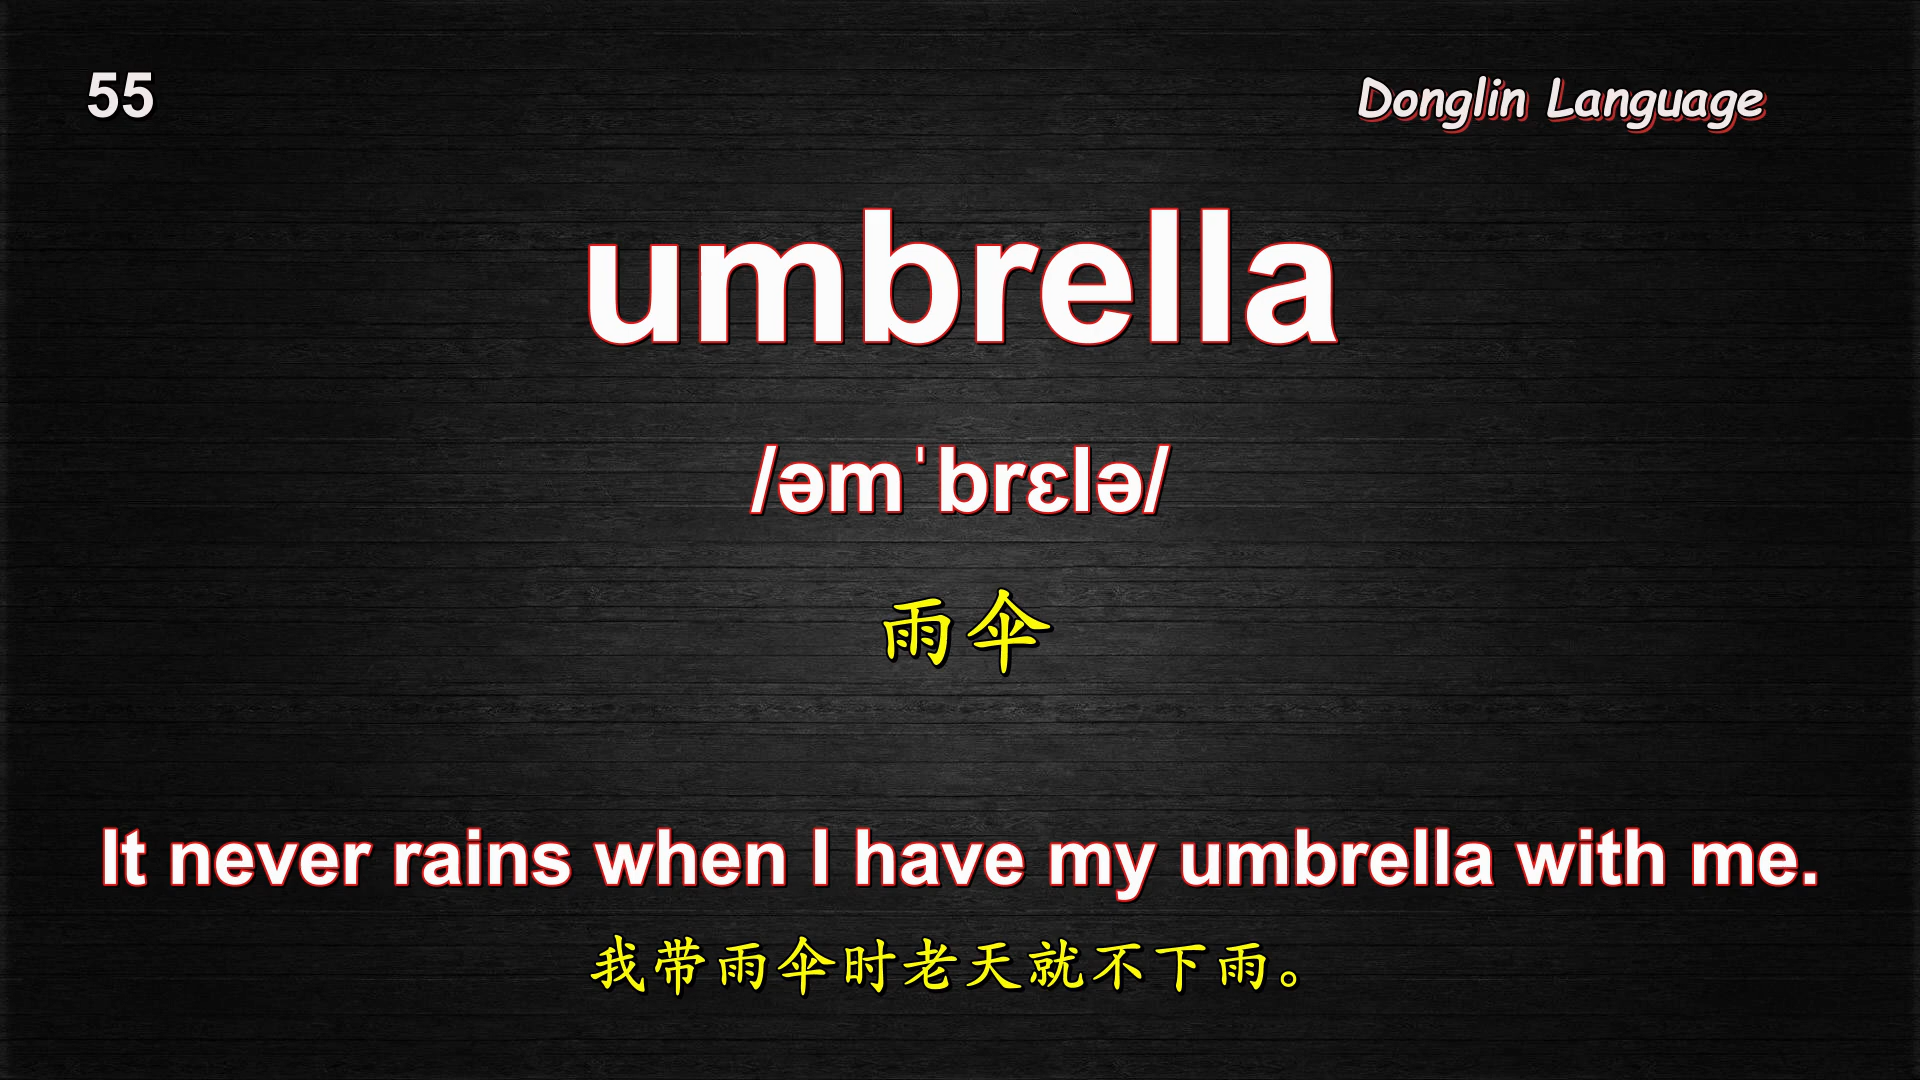 55
Donglin Language
umbrella
/əmˈbrɛlə/
雨伞
It never rains when I have my umbrella with me.
我带雨伞时老天就不下雨。